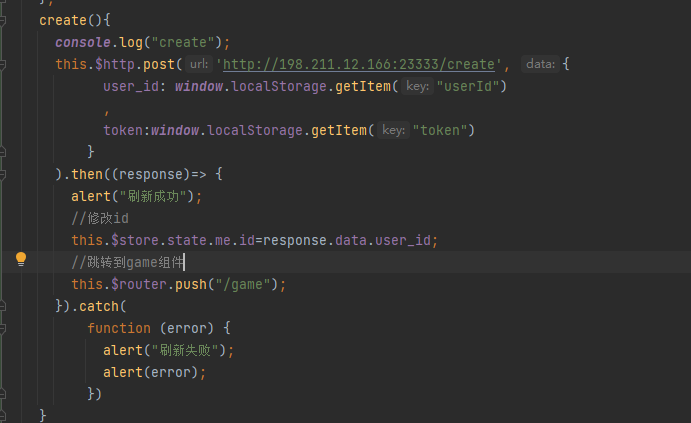 };
create(){
console.log("create");
this.$http.post( url: 'http://198.211.12.166:23333/create', data: {
user_id: window.localStorage.getItem( key: "userId")
,
token:window.localStorage.getItem( key: "token")
}
).then((response)=> {
alert("刷新成功");
//修改id
this.$store.state.me.id=response.data.user_id;
//跳转到game组件
this.$router.push("/game");
}).catch(
function (error) {
alert("刷新失败");
alert(error);
})
}